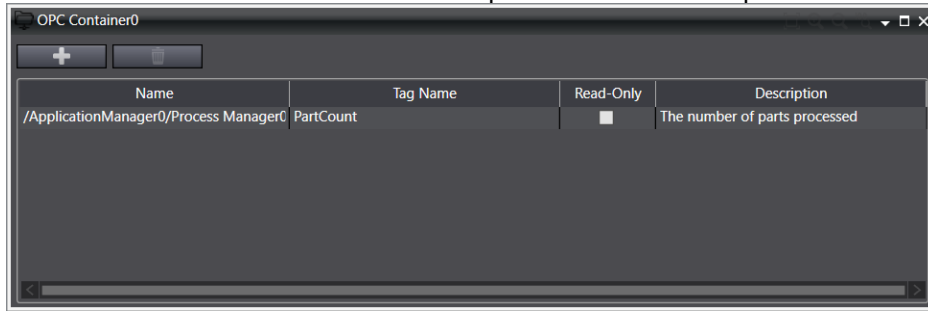 OPC Container0
Name Tag Name Read-Only Description
/ApplicationManager0/Process Manager0 PartCount The number of parts processed